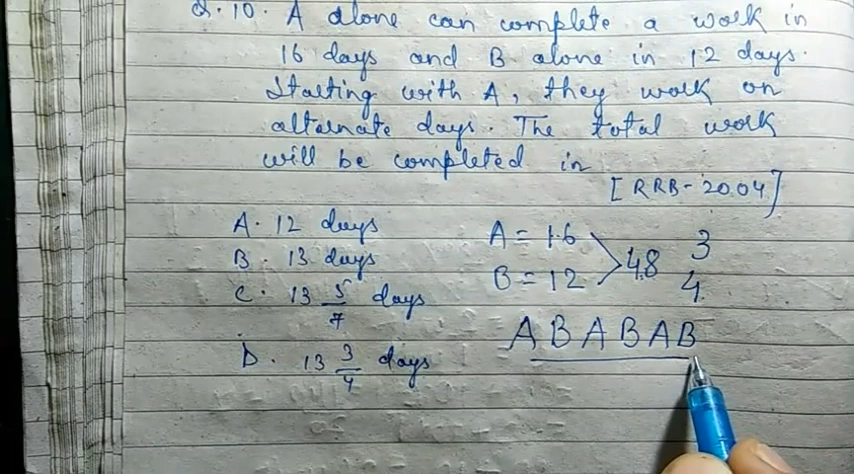 Q.10. A alone can complete a work in
16 days and B alone in 12 days.
Starting with A, they work on
alternate days. The total work
will be completed in
[RRB-2004]
A. 12 days
B. 13 days
C. 13 5/7 days
D. 13 3/4 days
A = 16
B = 12
48
3
4
A B A B A B